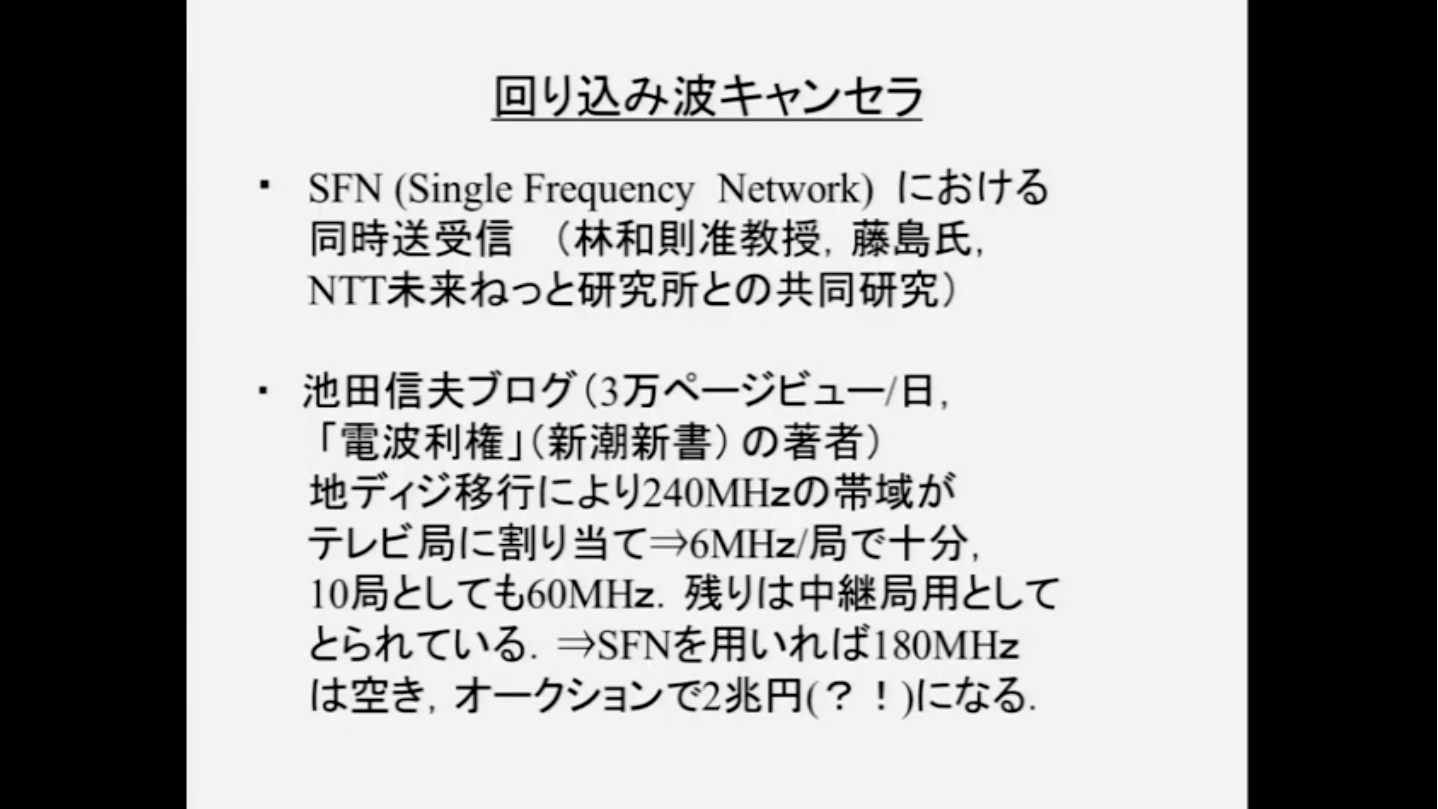 回り込み波キャンセラ
・ SFN (Single Frequency Network) における
同時送受信 （林和則准教授，藤島氏，
NTT未来ねっと研究所との共同研究）
・ 池田信夫ブログ（3万ページビュー/日，
「電波利権」（新潮新書）の著者）
地ディジ移行により240MHzの帯域が
テレビ局に割り当て⇒6MHz/局で十分，
10局としても60MHz．残りは中継局用として
とられている．⇒SFNを用いれば180MHz
は空き，オークションで2兆円(？！)になる．